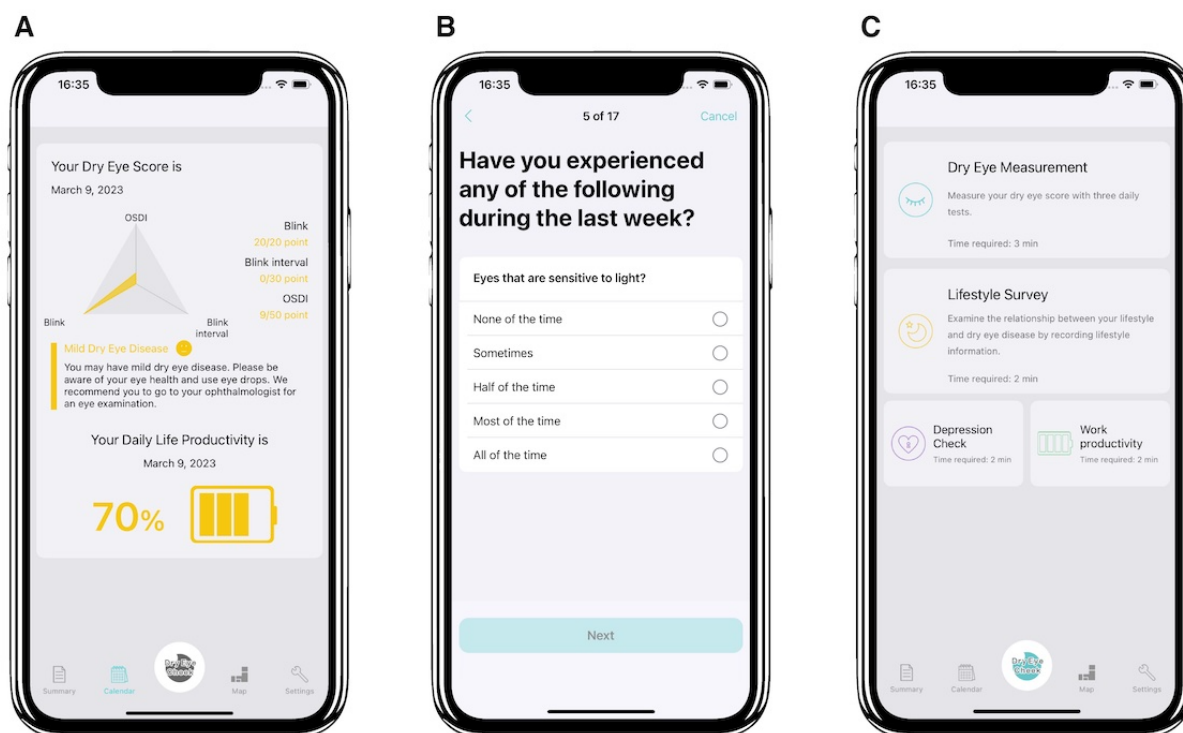 A
16:35
Your Dry Eye Score is
March 9, 2023
OSDI
Blink
20/20 point
Blink interval
0/30 point
OSDI
9/50 point
Blink
Blink
interval
Mild Dry Eye Disease
You may have mild dry eye disease. Please be
aware of your eye health and use eye drops. We
recommend you to go to your ophthalmologist for
an eye examination.
Your Daily Life Productivity is
March 9, 2023
70%
Summary
Calendar
Dry Eye
Check
Map
Settings
B
16:35
5 of 17
Cancel
Have you experienced
any of the following
during the last week?
Eyes that are sensitive to light?
None of the time
Sometimes
Half of the time
Most of the time
All of the time
Next
C
16:35
Dry Eye Measurement
Measure your dry eye score with three daily
tests.
Time required: 3 min
Lifestyle Survey
Examine the relationship between your lifestyle
and dry eye disease by recording lifestyle
information.
Time required: 2 min
Depression
Check
Time required: 2 min
Work
productivity
Time required: 2 min
Summary
Calendar
Dry Eye
Check
Map
Settings